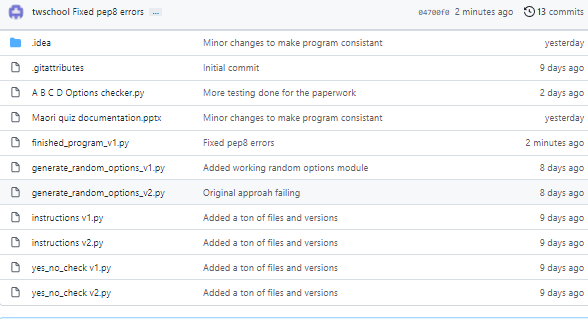 twschool Fixed pep8 errors ... 04700f0 2 minutes ago 13 commits
.idea Minor changes to make program consistant yesterday
.gitattributes Initial commit 9 days ago
A B C D Options checker.py More testing done for the paperwork 2 days ago
Maori quiz documentation.pptx Minor changes to make program consistant yesterday
finished_program_v1.py Fixed pep8 errors 2 minutes ago
generate_random_options_v1.py Added working random options module 8 days ago
generate_random_options_v2.py Original approah failing 8 days ago
instructions v1.py Added a ton of files and versions 9 days ago
instructions v2.py Added a ton of files and versions 9 days ago
yes_no_check v1.py Added a ton of files and versions 9 days ago
yes_no_check v2.py Added a ton of files and versions 9 days ago